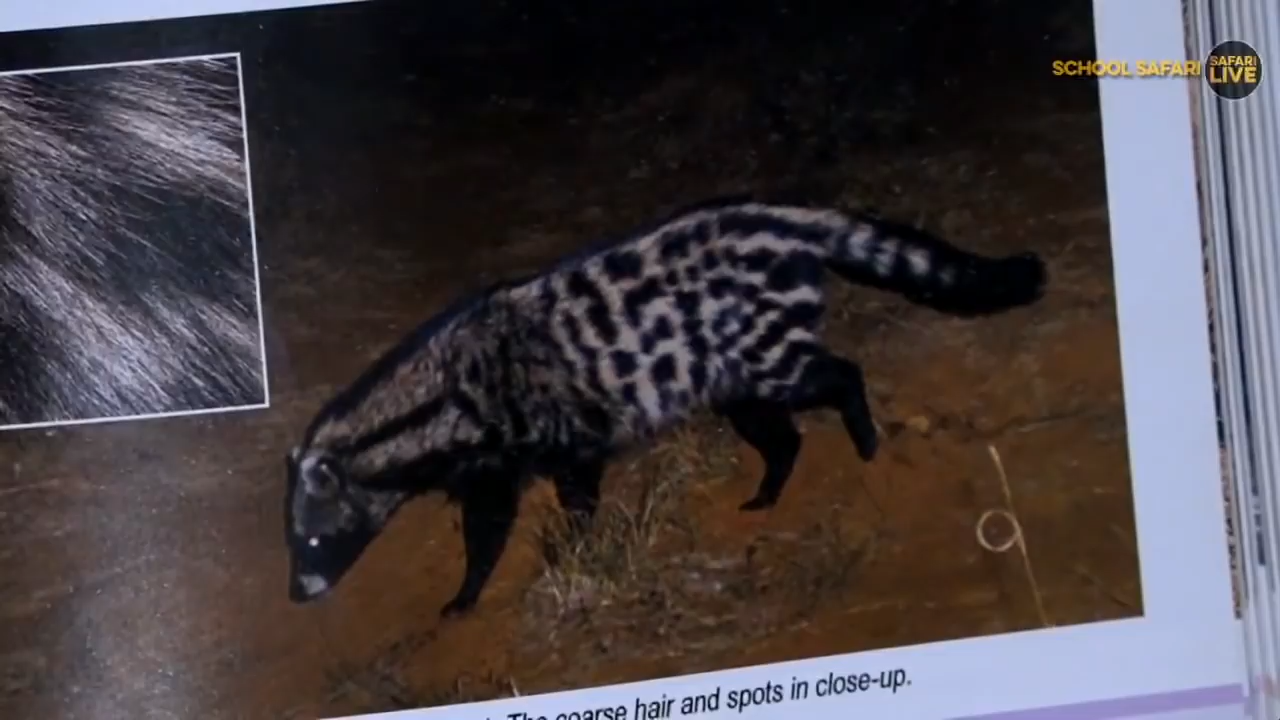 SCHOOL SAFARI
SAFARI
LIVE
The coarse hair and spots in close-up.